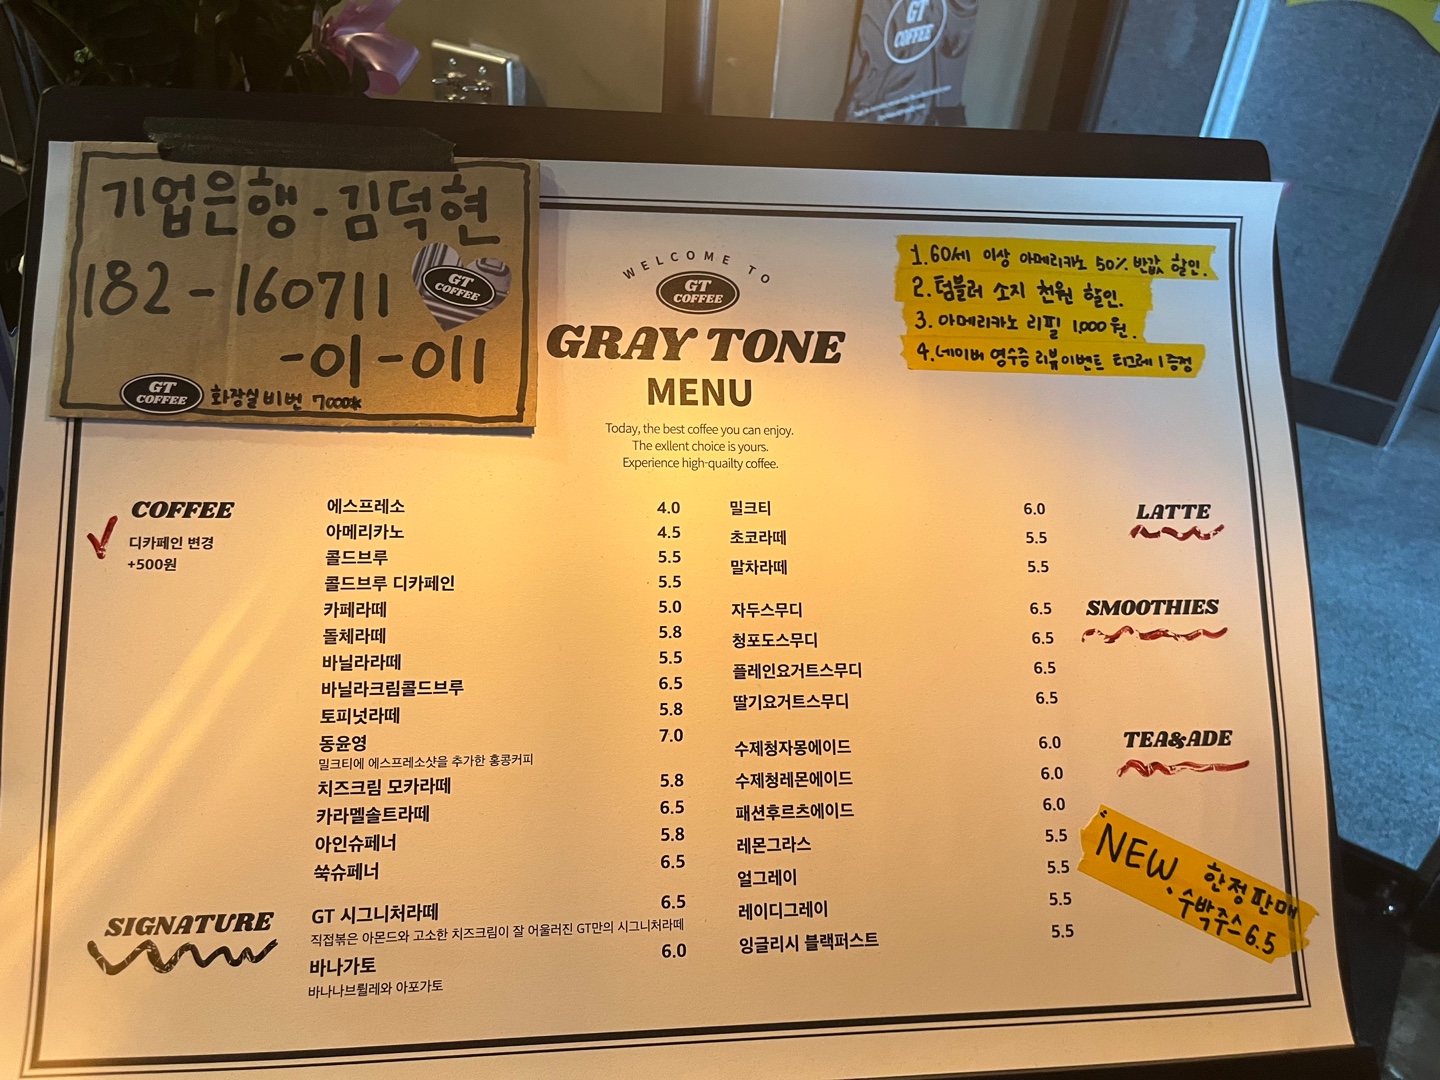 GT
COFFEE
기업은행 - 김덕현
182 - 160711
- 01 - 011
GT
COFFEE
GT
COFFEE
화장실 비번 7000*
WELCOME TO
GT
COFFEE
GRAY TONE
MENU
Today, the best coffee you can enjoy.
The exllent choice is yours.
Experience high-quailty coffee.
1. 60세 이상 아메리카노 50% 반값 할인.
2. 텀블러 소지 천원 할인.
3. 아메리카노 리필 1,000원.
4. 네이버 영수증 리뷰이벤트 티그레 1 증정
COFFEE
디카페인 변경
+500원
에스프레소 4.0
아메리카노 4.5
콜드브루 5.5
콜드브루 디카페인 5.5
카페라떼 5.0
돌체라떼 5.8
바닐라라떼 5.5
바닐라크림콜드브루 6.5
토피넛라떼 5.8
동윤영 7.0
밀크티에 에스프레소샷을 추가한 홍콩커피
치즈크림 모카라떼 5.8
카라멜솔트라떼 6.5
아인슈페너 5.8
쑥슈페너 6.5
SIGNATURE
GT 시그니처라떼 6.5
직접볶은 아몬드와 고소한 치즈크림이 잘 어울러진 GT만의 시그니처라떼
바나가토 6.0
바나나브륄레와 아포가토
LATTE
밀크티 6.0
초코라떼 5.5
말차라떼 5.5
SMOOTHIES
자두스무디 6.5
청포도스무디 6.5
플레인요거트스무디 6.5
딸기요거트스무디 6.5
TEA&ADE
수제청자몽에이드 6.0
수제청레몬에이드 6.0
패션후르츠에이드 6.0
레몬그라스 5.5
얼그레이 5.5
레이디그레이 5.5
잉글리시 블랙퍼스트 5.5
"NEW"
한정판매
수박주스 6.5